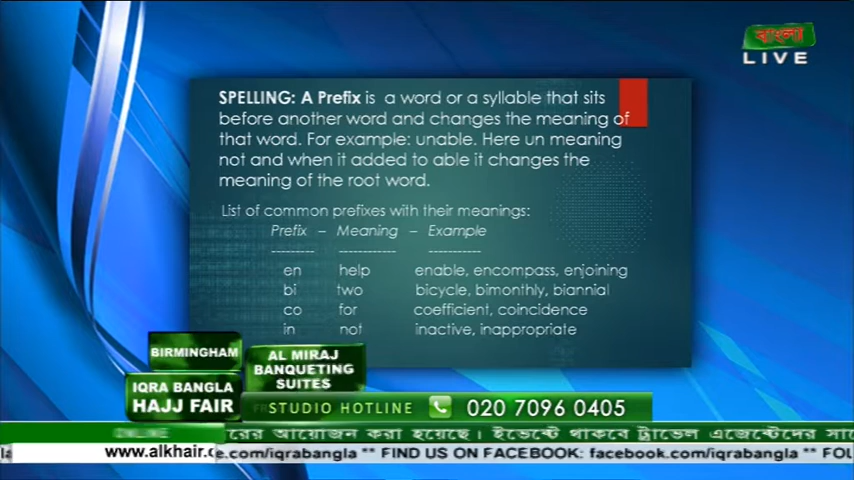 বাংলা
LIVE
SPELLING: A Prefix is a word or a syllable that sits
before another word and changes the meaning of
that word. For example: unable. Here un meaning
not and when it added to able it changes the
meaning of the root word.
List of common prefixes with their meanings:
Prefix – Meaning – Example
--------- ------------ -----------
en help enable, encompass, enjoining
bi two bicycle, bimonthly, biannial
co for coefficient, coincidence
in not inactive, inappropriate
BIRMINGHAM
AL MIRAJ
BANQUETING
SUITES
IQRA BANGLA
HAJJ FAIR
STUDIO HOTLINE 020 7096 0405
ONLINE রের আয়োজন করা হয়েছে। ইভেন্টে থাকবে ট্রাভেল এজেন্টদের
www.alkhair.c e.com/iqrabangla ** FIND US ON FACEBOOK: facebook.com/iqrabangla ** FOL